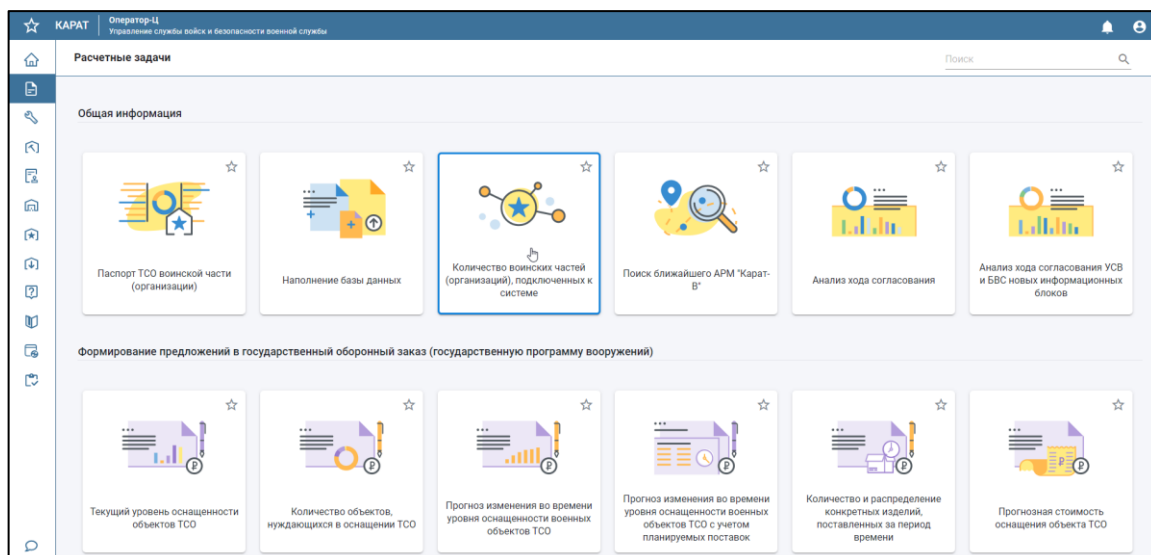 КАРАТ
Оператор-Ц
Управление службы войск и безопасности военной службы
Расчетные задачи
Поиск
Общая информация
Паспорт ТСО воинской части
(организации)
Наполнение базы данных
Количество воинских частей
(организаций), подключенных к
системе
Поиск ближайшего АРМ "Карат-
В"
Анализ хода согласования
Анализ хода согласования УСВ
и БВС новых информационных
блоков
Формирование предложений в государственный оборонный заказ (государственную программу вооружений)
Текущий уровень оснащенности
объектов ТСО
Количество объектов,
нуждающихся в оснащении ТСО
Прогноз изменения во времени
уровня оснащенности военных
объектов ТСО
Прогноз изменения во времени
уровня оснащенности военных
объектов ТСО с учетом
планируемых поставок
Количество и распределение
конкретных изделий,
поставленных за период
времени
Прогнозная стоимость
оснащения объекта ТСО